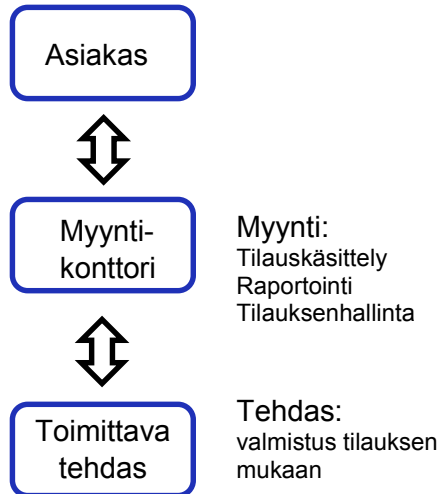 Asiakas
Myynti-
konttori
Myynti:
Tilauskäsittely
Raportointi
Tilauksenhallinta
Toimittava
tehdas
Tehdas:
valmistus tilauksen
mukaan